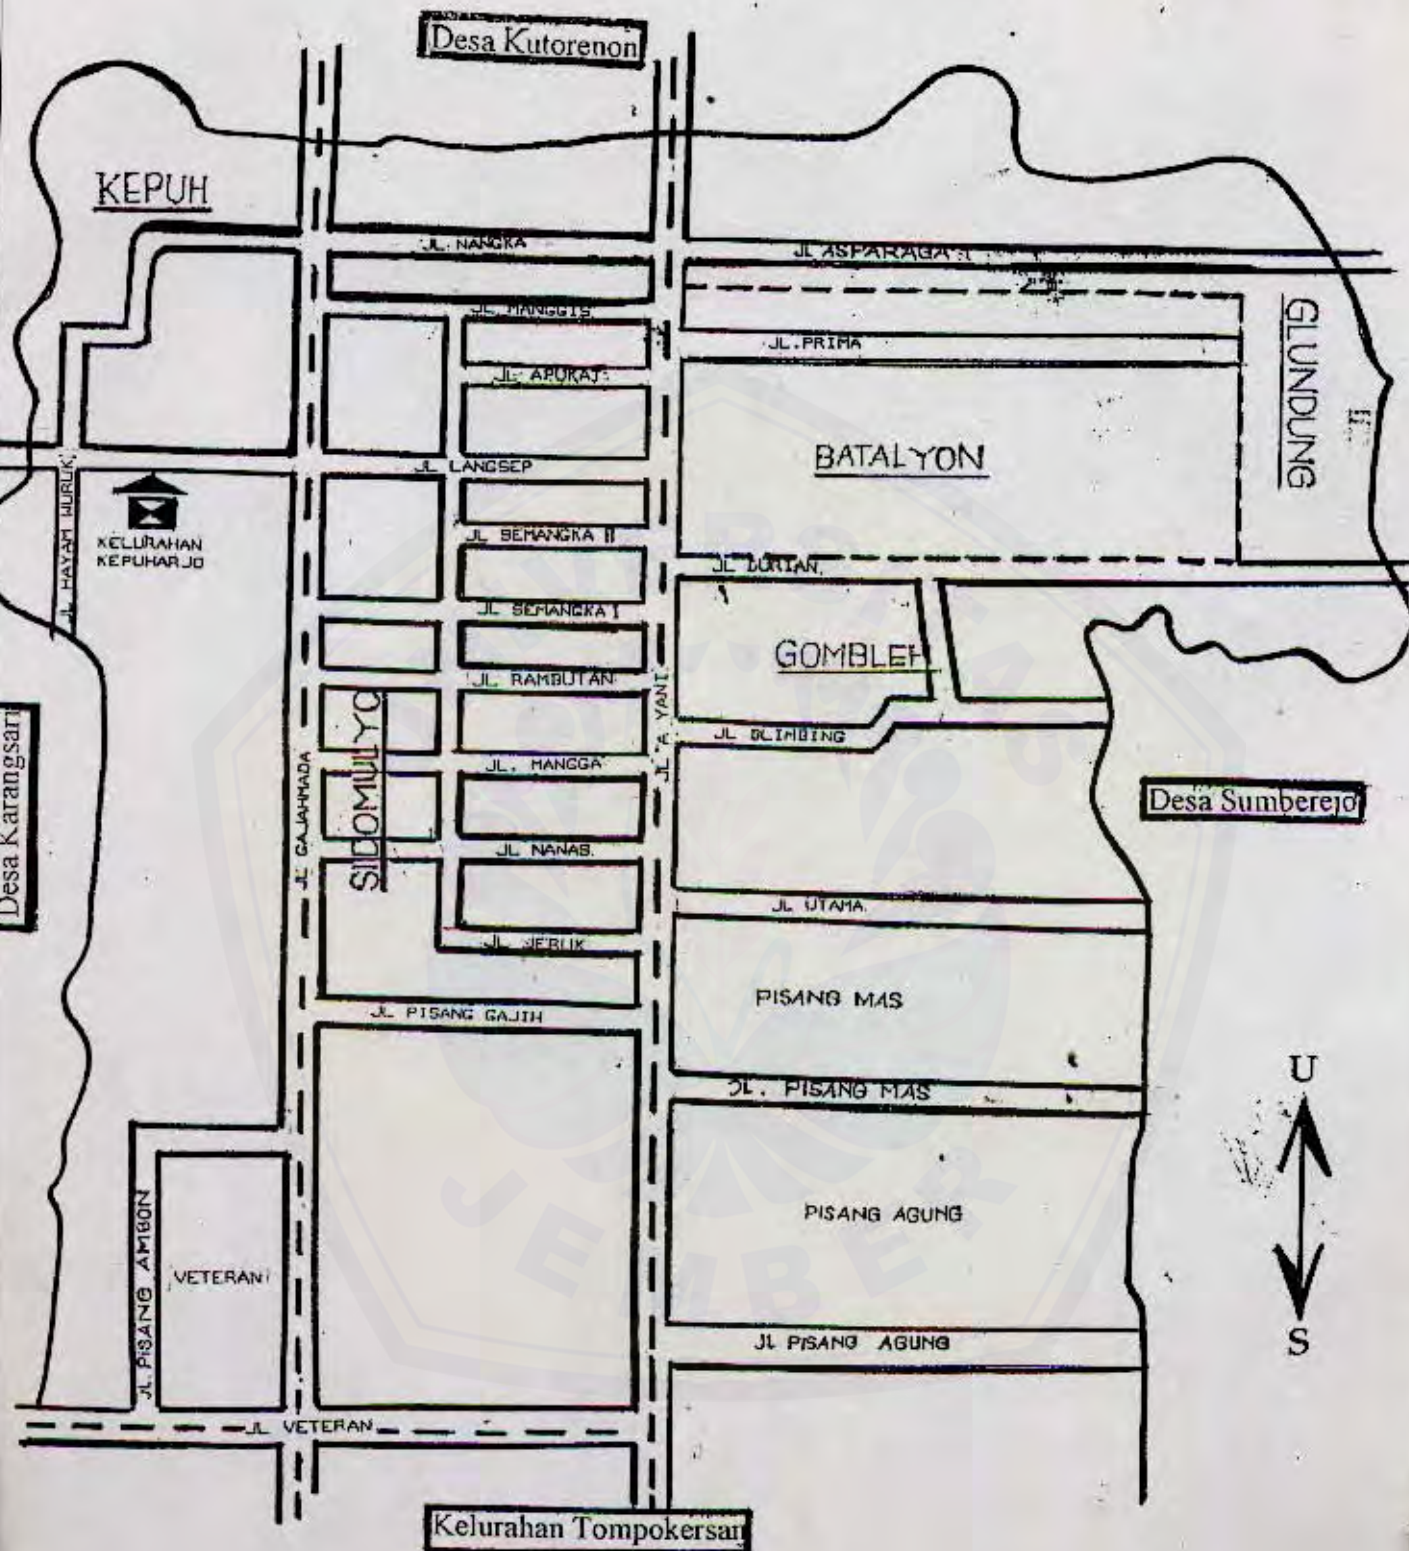 Desa Kutorenon
KEPUH
JL. NANGKA
JL ASPARAGA
JL. MANGGIS
JL. PRIMA
GLUNDUNG
JL. APUKAT
BATALYON
JL LANGSEP
KELURAHAN
KEPUHARJO
JL HAYAM WURUK
JL SEMANGKA II
JL DURIAN.
JL SEMANGKA I
GOMBLEH
JL RAMBUTAN
JL A YANI
JL BLIMBING
SIDOMULYO
JL. MANGGA
JL GAJAHMADA
Desa Karangsari
Desa Sumberejo
JL NANAS.
JL UTAMA.
JL JERUK
PISANG MAS
JL PISANG GAJIH
JL. PISANG MAS
U
PISANG AGUNG
JL. PISANG AMBON
VETERAN
JL PISANG AGUNG
S
JL VETERAN
Kelurahan Tompokersan
JEMBER